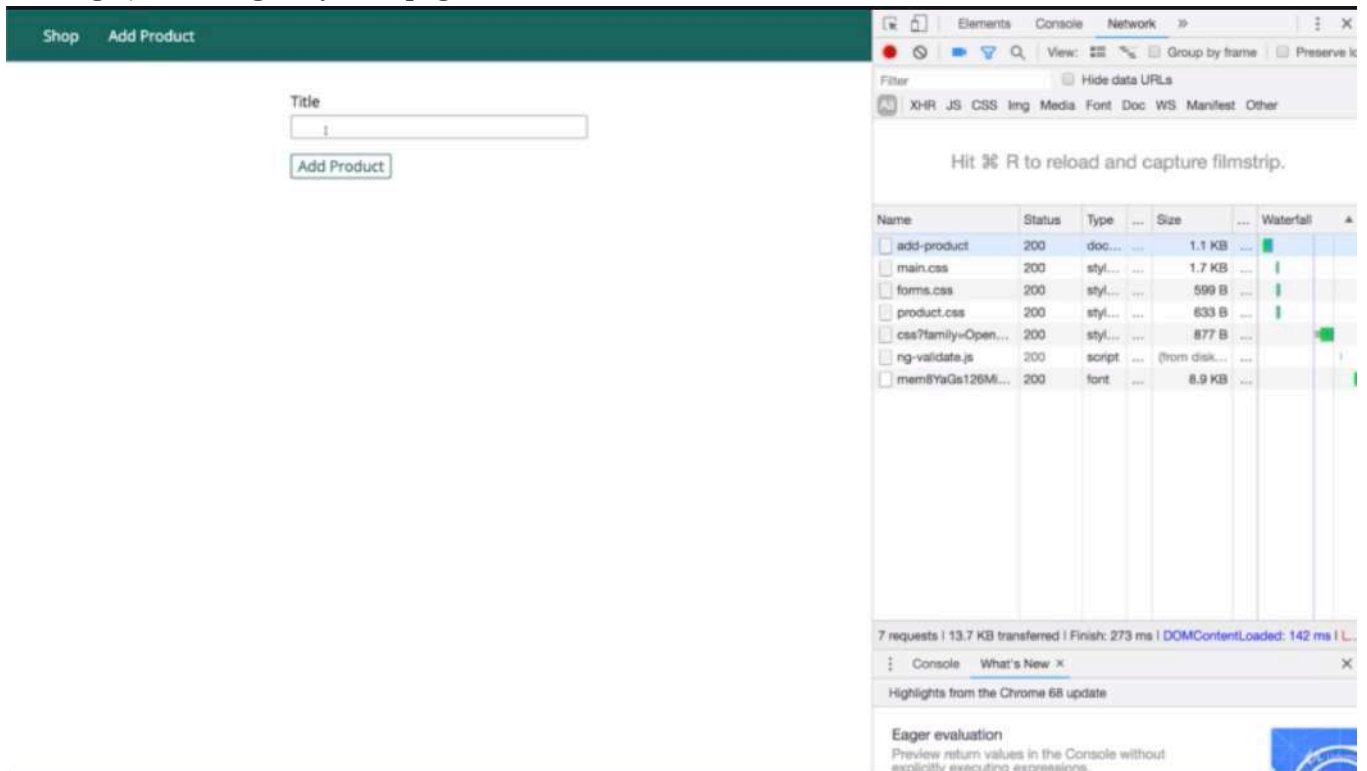 Shop Add Product
Title
Add Product
Elements Console Network »
View: Group by frame Preserve lo
Filter Hide data URLs
All XHR JS CSS Img Media Font Doc WS Manifest Other
Hit ⌘ R to reload and capture filmstrip.
Name Status Type ... Size ... Waterfall
add-product 200 doc... ... 1.1 KB ...
main.css 200 styl... ... 1.7 KB ...
forms.css 200 styl... ... 599 B ...
product.css 200 styl... ... 633 B ...
css?family=Open... 200 styl... ... 877 B ...
ng-validate.js 200 script ... (from disk... ...
mem8YaGs126Mi... 200 font ... 8.9 KB ...
7 requests | 13.7 KB transferred | Finish: 273 ms | DOMContentLoaded: 142 ms | L...
Console What's New ×
Highlights from the Chrome 68 update
Eager evaluation
Preview return values in the Console without
explicitly executing expressions.